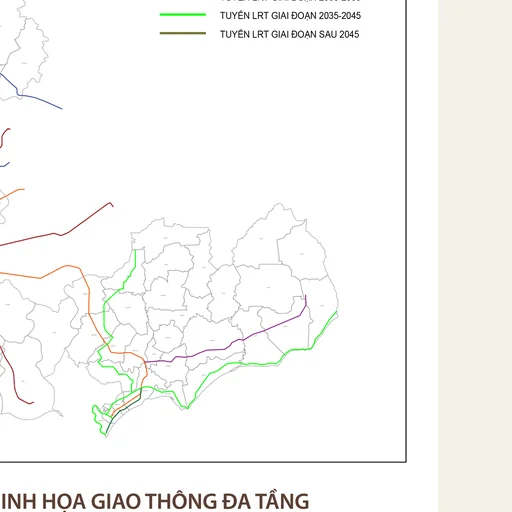 TUYẾN LRT GIAI ĐOẠN 2035-2045
TUYẾN LRT GIAI ĐOẠN SAU 2045
INH HỌA GIAO THÔNG ĐA TẦNG